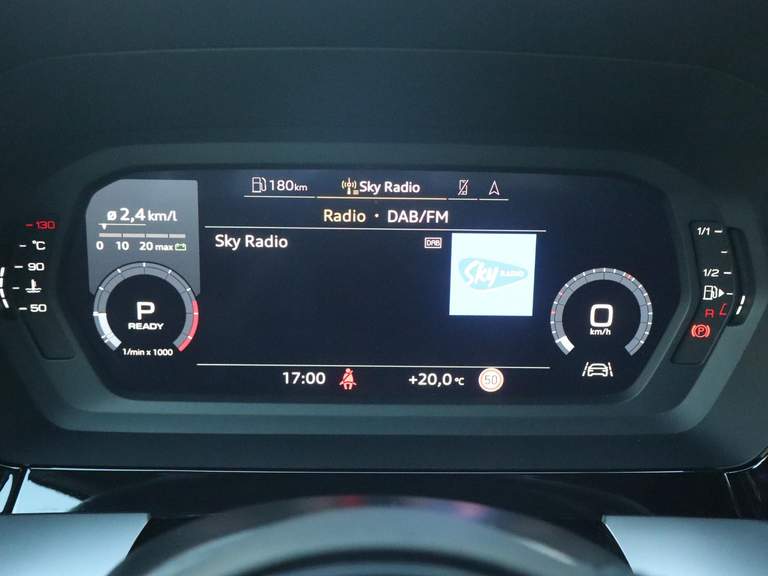 180km Sky Radio
Radio · DAB/FM
Sky Radio DAB
Sky RADIO
ø 2,4 km/l
0 10 20 max
P
READY
1/min x 1000
130
°C
90
50
0
km/h
1/1
1/2
R
P
17:00 +20,0 °C 50